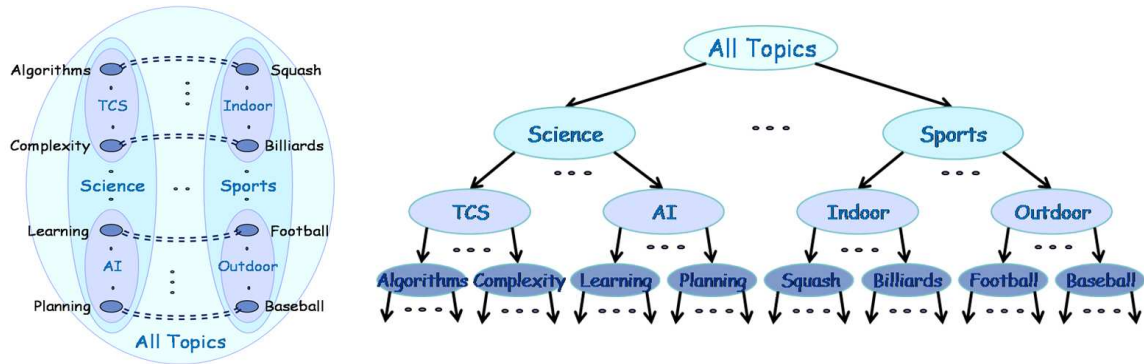 Algorithms Squash
TCS Indoor
Complexity Billiards
Science Sports
Learning Football
AI Outdoor
Planning Baseball
All Topics
All Topics
Science Sports
TCS AI Indoor Outdoor
Algorithms Complexity Learning Planning Squash Billiards Football Baseball